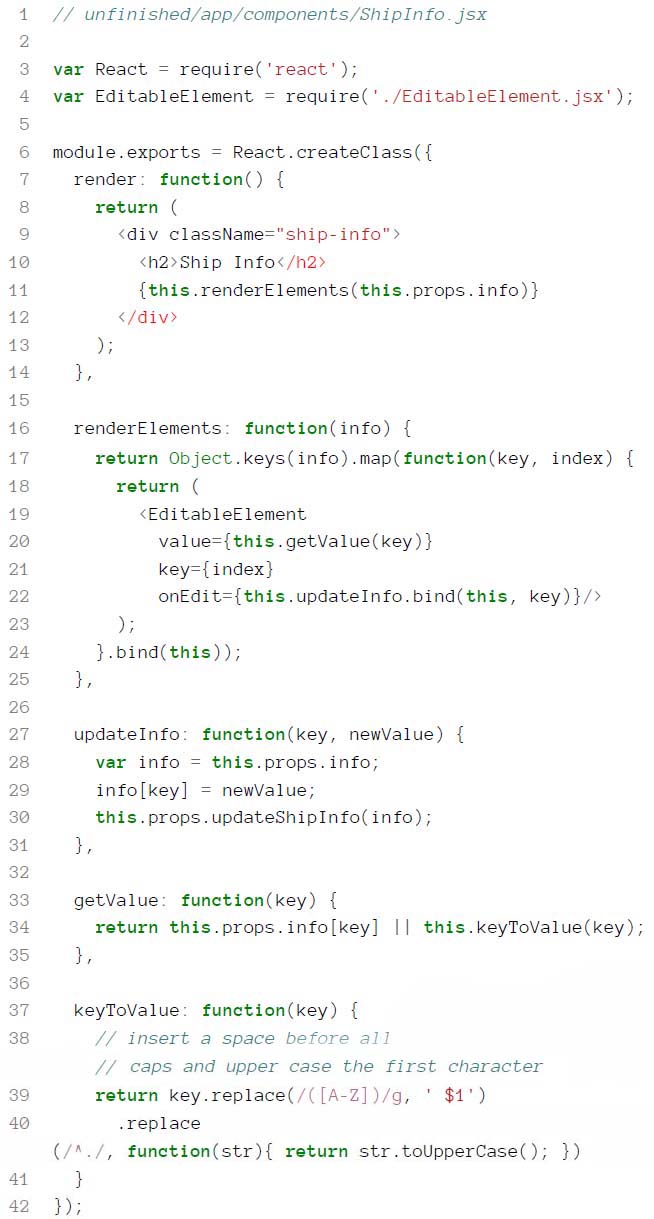 1 // unfinished/app/components/ShipInfo.jsx
2
3 var React = require('react');
4 var EditableElement = require('./EditableElement.jsx');
5
6 module.exports = React.createClass({
7   render: function() {
8     return (
9       <div className="ship-info">
10         <h2>Ship Info</h2>
11         {this.renderElements(this.props.info)}
12       </div>
13     );
14   },
15
16   renderElements: function(info) {
17     return Object.keys(info).map(function(key, index) {
18       return (
19         <EditableElement
20           value={this.getValue(key)}
21           key={index}
22           onEdit={this.updateInfo.bind(this, key)}/>
23       );
24     }.bind(this));
25   },
26
27   updateInfo: function(key, newValue) {
28     var info = this.props.info;
29     info[key] = newValue;
30     this.props.updateShipInfo(info);
31   },
32
33   getValue: function(key) {
34     return this.props.info[key] || this.keyToValue(key);
35   },
36
37   keyToValue: function(key) {
38     // insert a space before all
     // caps and upper case the first character
39     return key.replace(/([A-Z])/g, ' $1')
40       .replace
(/^./, function(str){ return str.toUpperCase(); })
41   }
42 });